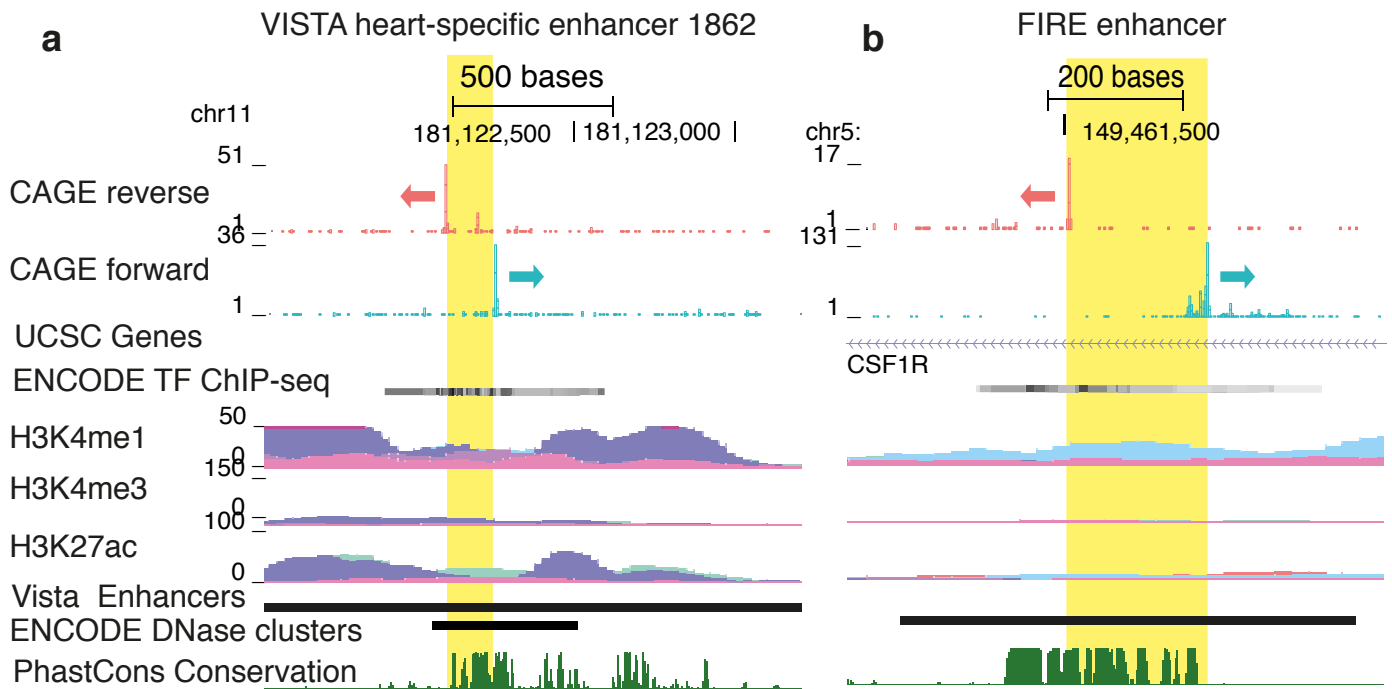 a
VISTA heart-specific enhancer 1862
500 bases
chr11
181,122,500
181,123,000
51
CAGE reverse
1
36
CAGE forward
1
UCSC Genes
ENCODE TF ChIP-seq
50
H3K4me1
0
150
H3K4me3
0
100
H3K27ac
0
Vista Enhancers
ENCODE DNase clusters
PhastCons Conservation
b
FIRE enhancer
200 bases
chr5:
149,461,500
17
1
131
1
CSF1R